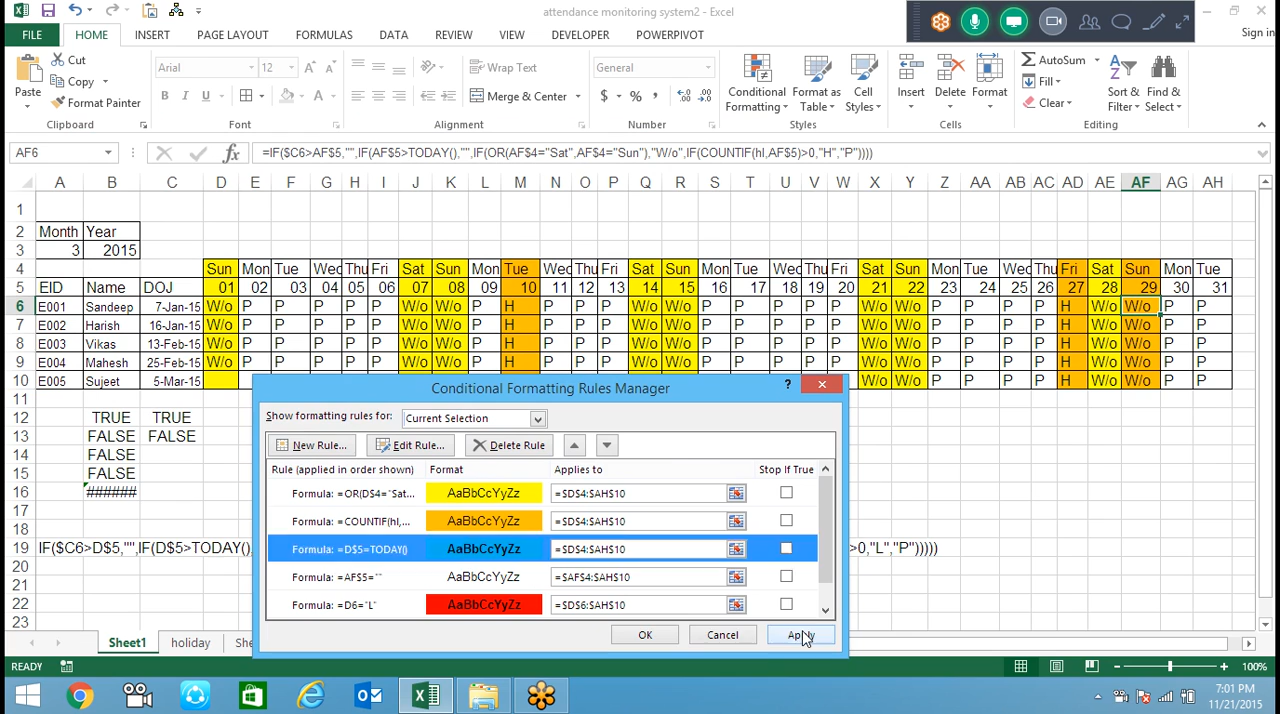 attendance monitoring system2 - Excel
Sign in
FILE HOME INSERT PAGE LAYOUT FORMULAS DATA REVIEW VIEW DEVELOPER POWERPIVOT
Paste
Cut
Copy
Format Painter
Clipboard
Arial 12
B I U
Font
Wrap Text
Merge & Center
Alignment
General
$ % ,
Number
Conditional Formatting
Format as Table
Cell Styles
Styles
Insert Delete Format
Cells
AutoSum
Fill
Clear
Sort & Filter
Find & Select
Editing
AF6
fx
=IF($C6>AF$5,"",IF(AF$5>TODAY(),"",IF(OR(AF$4="Sat",AF$4="Sun"),"W/o",IF(COUNTIF(hl,AF$5)>0,"H","P"))))
A B C D E F G H I J K L M N O P Q R S T U V W X Y Z AA AB AC AD AE AF AG AH
1
2 Month Year
3 3 2015
4 Sun Mon Tue Wed Thu Fri Sat Sun Mon Tue Wed Thu Fri Sat Sun Mon Tue Wed Thu Fri Sat Sun Mon Tue Wed Thu Fri Sat Sun Mon Tue
5 EID Name DOJ 01 02 03 04 05 06 07 08 09 10 11 12 13 14 15 16 17 18 19 20 21 22 23 24 25 26 27 28 29 30 31
6 E001 Sandeep 7-Jan-15 W/o P P P P P W/o W/o P H P P P W/o W/o P P P P P W/o W/o P P P P H W/o W/o P P
7 E002 Harish 16-Jan-15 W/o P P P P P W/o W/o P H P P P W/o W/o P P P P P W/o W/o P P P P H W/o W/o P P
8 E003 Vikas 13-Feb-15 W/o P P P P P W/o W/o P H P P P W/o W/o P P P P P W/o W/o P P P P H W/o W/o P P
9 E004 Mahesh 25-Feb-15 W/o P P P P P W/o W/o P H P P P W/o W/o P P P P P W/o W/o P P P P H W/o W/o P P
10 E005 Sujeet 5-Mar-15 W/o W/o P P P P H W/o W/o P P
11
12 TRUE TRUE
13 FALSE FALSE
14 FALSE
15 FALSE
16 ######
17
18
19 IF($C6>D$5,"",IF(D$5>TODAY(), >0,"L","P")))))
20
21
22
23
Conditional Formatting Rules Manager
?
Show formatting rules for: Current Selection
New Rule... Edit Rule... Delete Rule
Rule (applied in order shown) Format Applies to Stop If True
Formula: =OR(D$4="Sat... AaBbCcYyZz =$D$4:$AH$10
Formula: =COUNTIF(hl,... AaBbCcYyZz =$D$4:$AH$10
Formula: =D$5=TODAY() AaBbCcYyZz =$D$4:$AH$10
Formula: =AF$5="" AaBbCcYyZz =$AF$4:$AH$10
Formula: =D6="L" AaBbCcYyZz =$D$6:$AH$10
OK Cancel Apply
Sheet1 holiday She
READY
100%
7:01 PM
11/21/2015